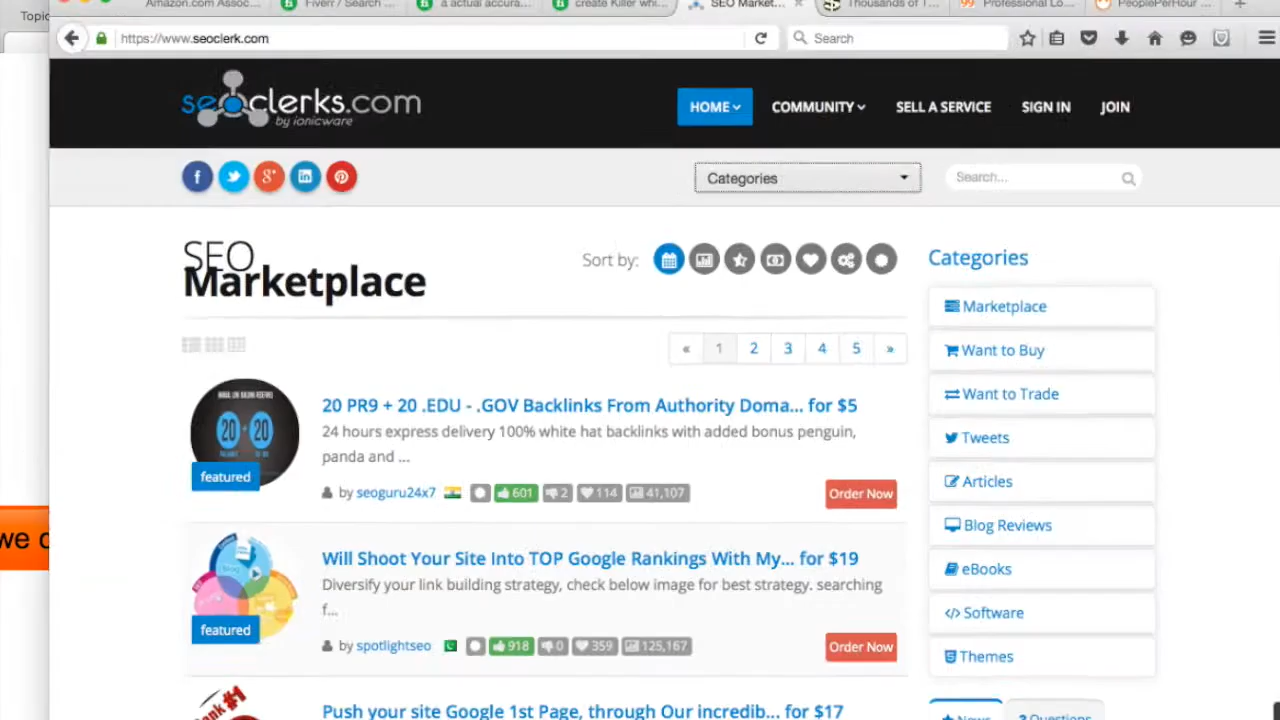 Topic
Amazon.com Assoc...
Fiverr / Search ...
a actual accura...
create Killer whi...
SEO Market...
Thousands of T...
Professional Lo...
PeoplePerHour ...
https://www.seoclerk.com
Search
seoclerks.com
by ionicware
HOME
COMMUNITY
SELL A SERVICE
SIGN IN
JOIN
Categories
Search...
SEO
Marketplace
Sort by:
Categories
« 1 2 3 4 5 »
Marketplace
Want to Buy
Want to Trade
Tweets
Articles
Blog Reviews
eBooks
Software
Themes
20 + 20
featured
20 PR9 + 20 .EDU - .GOV Backlinks From Authority Doma... for $5
24 hours express delivery 100% white hat backlinks with added bonus penguin,
panda and ...
by seoguru24x7 601 2 114 41,107
Order Now
we c
featured
Will Shoot Your Site Into TOP Google Rankings With My... for $19
Diversify your link building strategy, check below image for best strategy. searching
f...
by spotlightseo 918 0 359 125,167
Order Now
Rank #1
Push your site Google 1st Page, through Our incredib... for $17
News
Questions